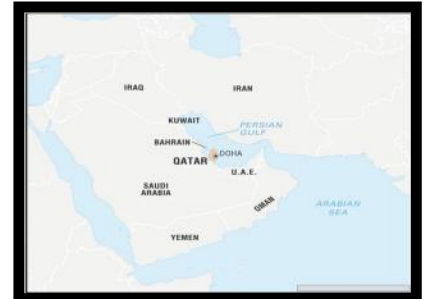 IRAQ
IRAN
KUWAIT
PERSIAN
GULF
BAHRAIN
DOHA
QATAR
U.A.E.
SAUDI
ARABIA
OMAN
ARABIAN
SEA
YEMEN